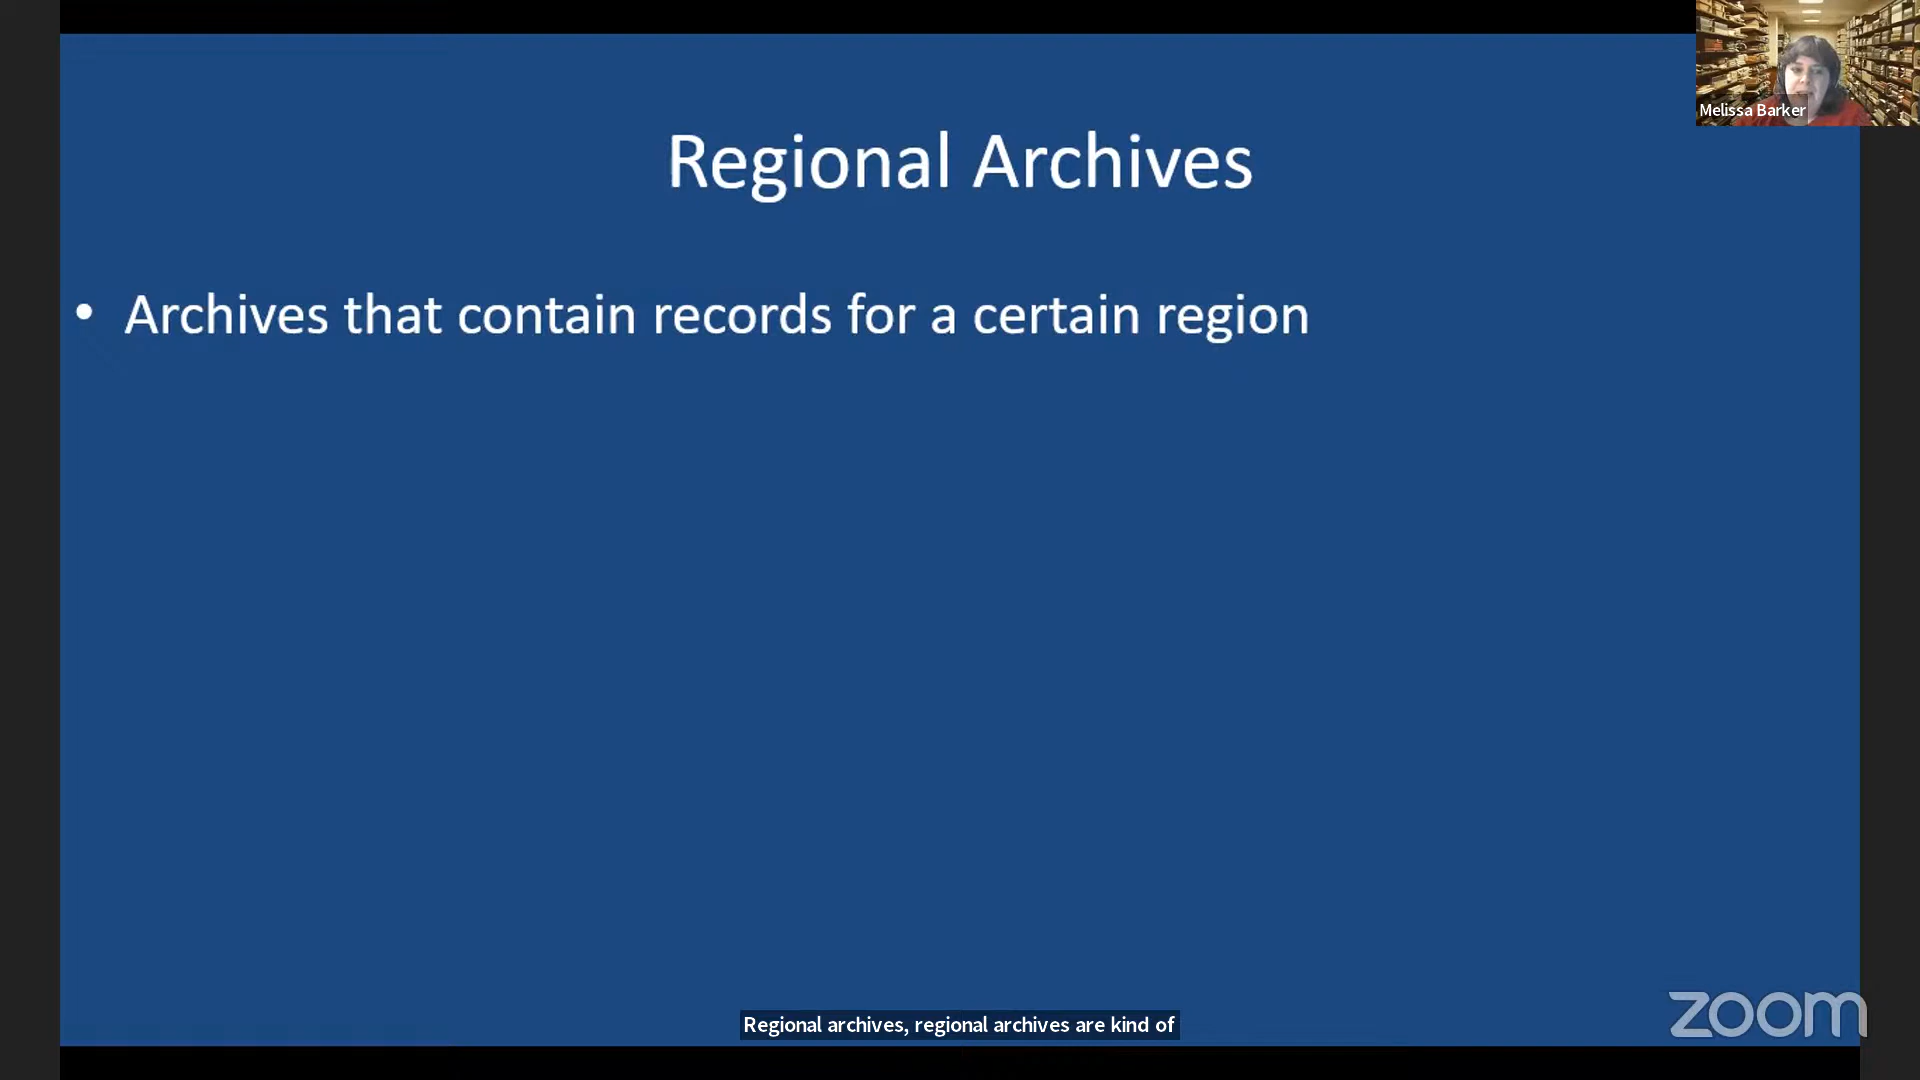 Melissa Barker
Regional Archives
• Archives that contain records for a certain region
Regional archives, regional archives are kind of
zoom